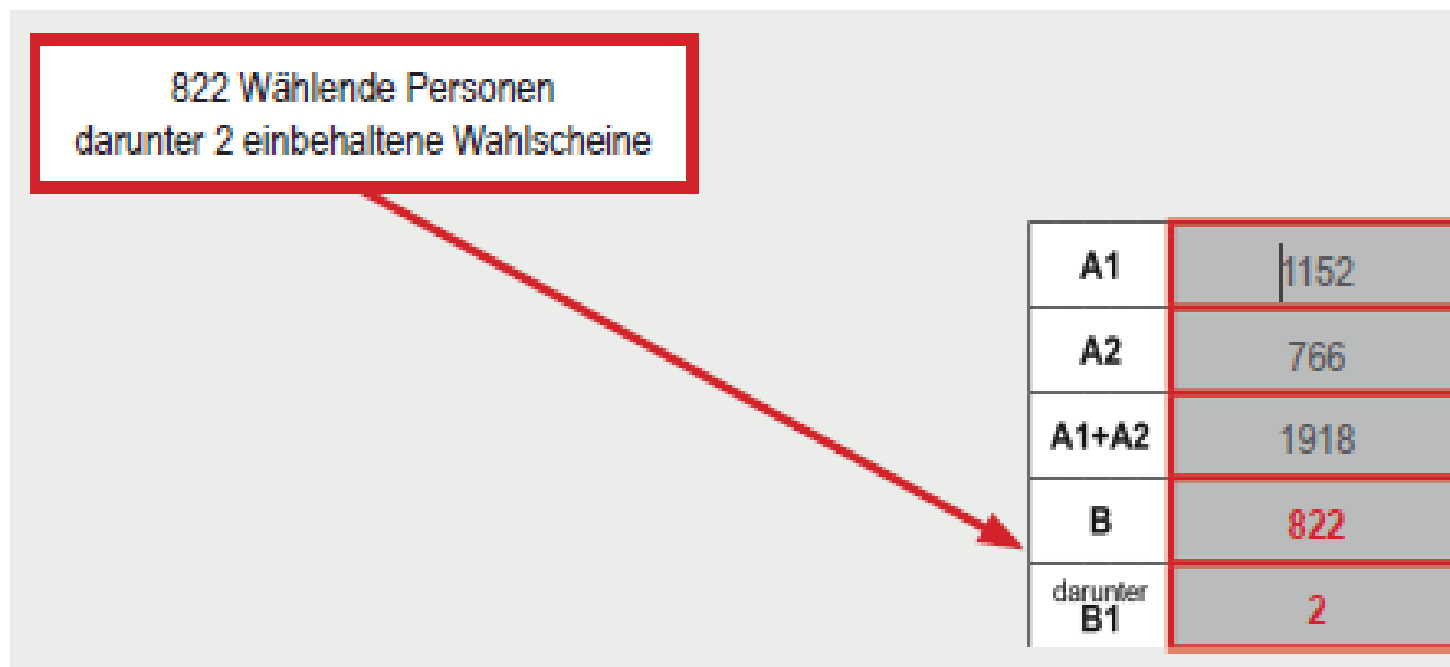 822 Wählende Personen
darunter 2 einbehaltene Wahlscheine
A1 1152
A2 766
A1+A2 1918
B 822
darunter
B1 2